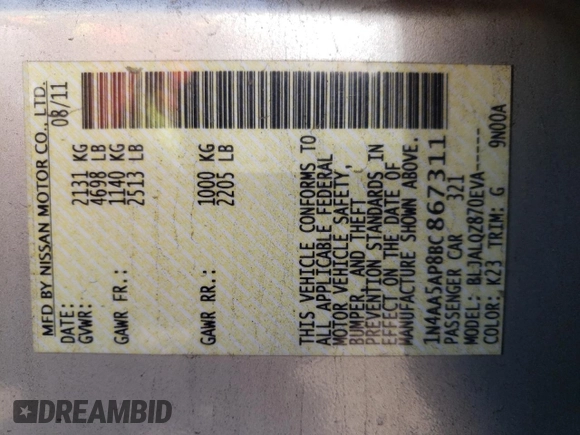 MFD BY NISSAN MOTOR CO., LTD.
DATE: 08/11
GVWR: 2131 KG
4698 LB
GAWR FR.: 1140 KG
2513 LB
GAWR RR.: 1000 KG
2205 LB
THIS VEHICLE CONFORMS TO
ALL APPLICABLE FEDERAL
MOTOR VEHICLE SAFETY,
BUMPER, AND THEFT
PREVENTION STANDARDS IN
EFFECT ON THE DATE OF
MANUFACTURE SHOWN ABOVE.
1N4AA5AP8BC867311
PASSENGER CAR 321
MODEL: BLJALQZ870EVA-----
COLOR: K23 TRIM: G 9N00A
DREAMBID